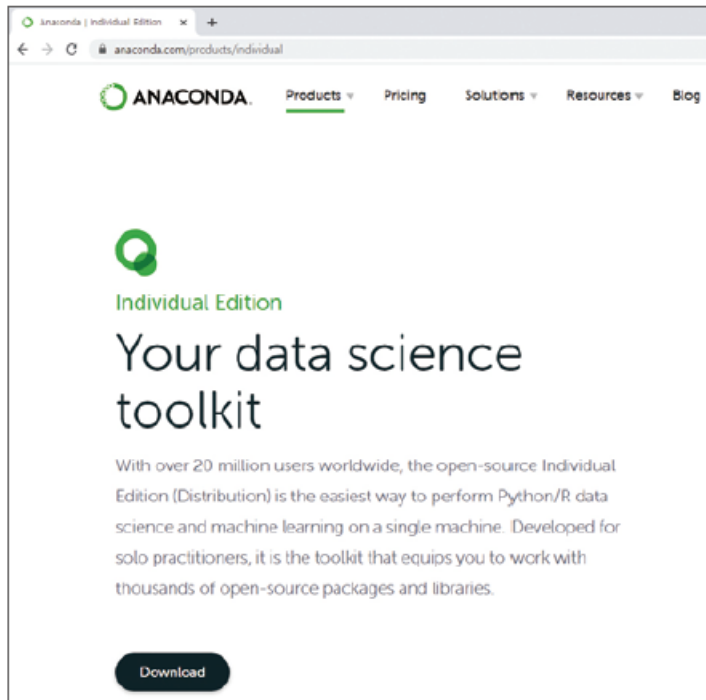 Anaconda | Individual Edition
anaconda.com/products/individual
ANACONDA.
Products
Pricing
Solutions
Resources
Blog
Individual Edition
Your data science
toolkit
With over 20 million users worldwide, the open-source Individual
Edition (Distribution) is the easiest way to perform Python/R data
science and machine learning on a single machine. Developed for
solo practitioners, it is the toolkit that equips you to work with
thousands of open-source packages and libraries.
Download